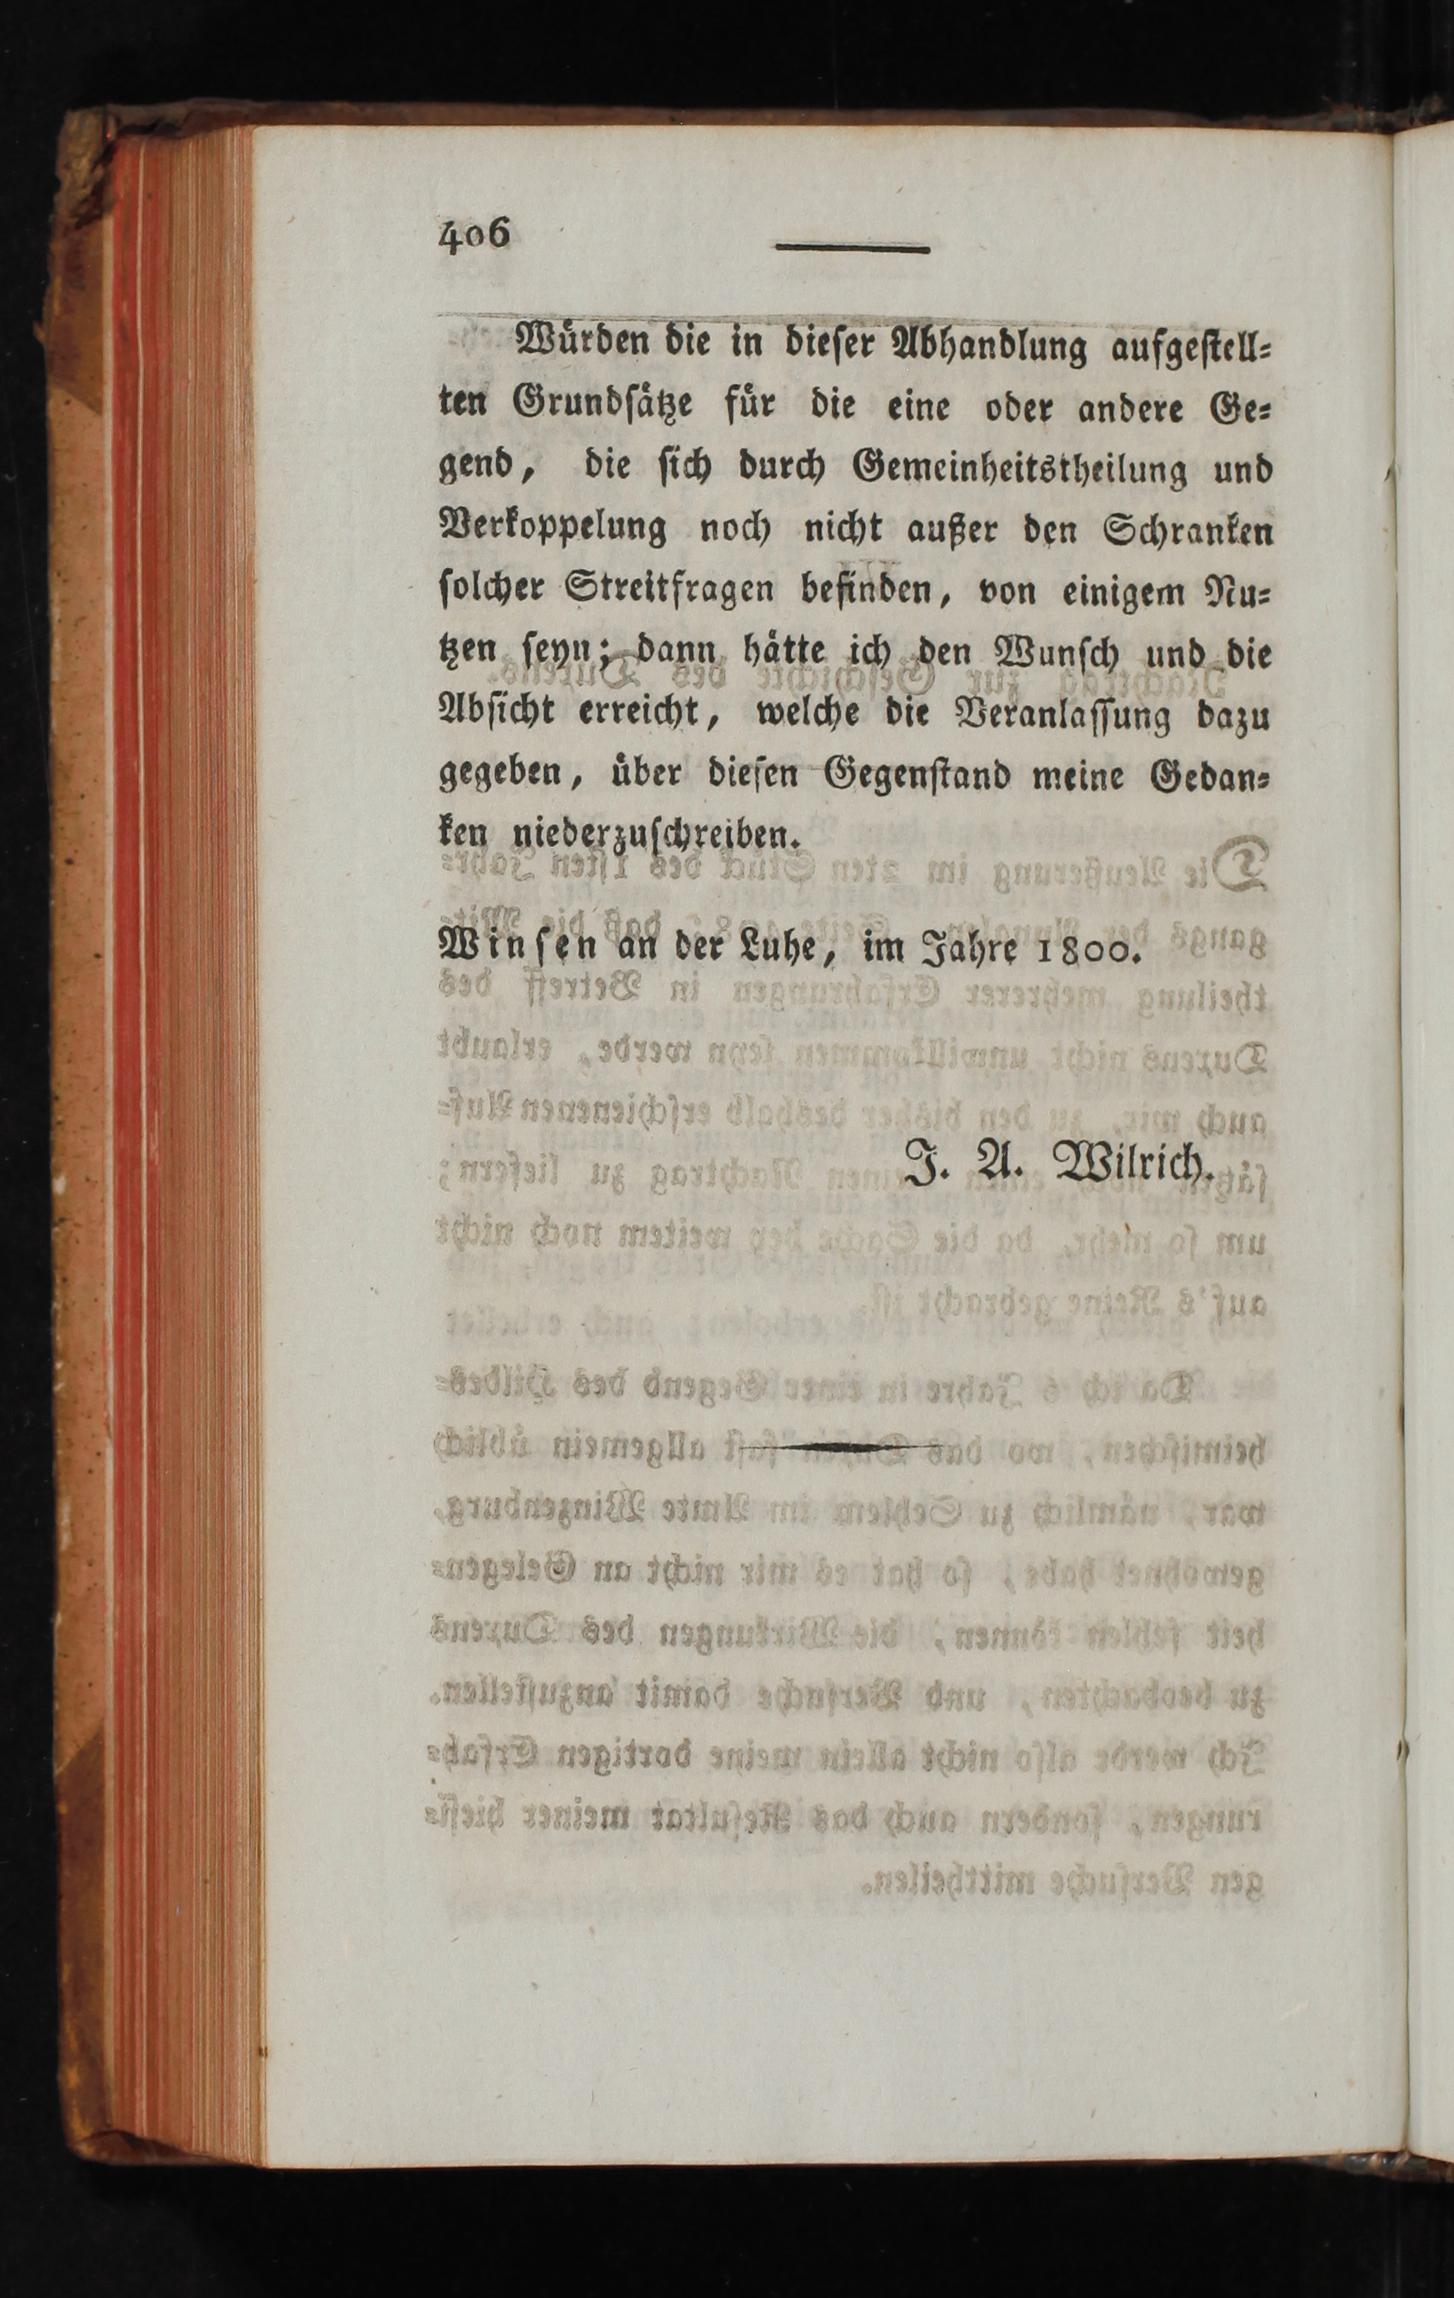 406
Würden die in dieſer Abhandlung aufgeſtell⸗
ten Grundſätze für die eine oder andere Ge⸗
gend, die ſich durch Gemeinheitstheilung und
Verkoppelung noch nicht außer den Schranken
ſolcher Streitfragen befinden, von einigem Nu⸗
tzen ſeyn; dann hätte ich den Wunſch und die
Abſicht erreicht, welche die Veranlaſſung dazu
gegeben, über dieſen Gegenſtand meine Gedan⸗
ken niederzuſchreiben.
Winſen an der Luhe, im Jahre 1800.
J. A. Wilrich.